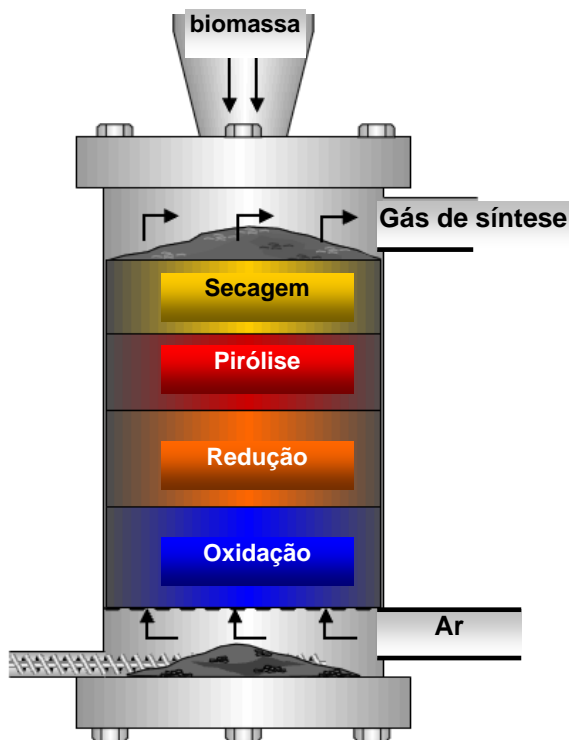 biomassa
Gás de síntese
Secagem
Pirólise
Redução
Oxidação
Ar